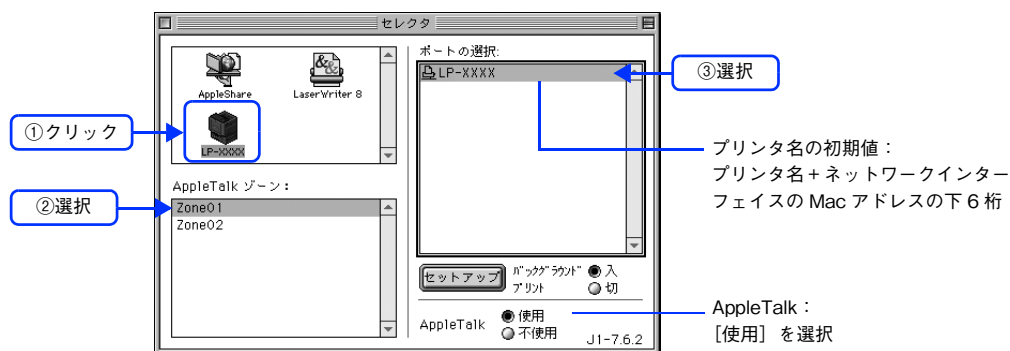 セレクタ
AppleShare
LaserWriter 8
LP-XXXX
①クリック
AppleTalk ゾーン：
Zone01
Zone02
②選択
ポートの選択:
LP-XXXX
③選択
プリンタ名の初期値：
プリンタ名＋ネットワークインター
フェイスの Mac アドレスの下 6 桁
セットアップ
バックグラウンド
プリント
入
切
AppleTalk
使用
不使用
J1-7.6.2
AppleTalk：
［使用］を選択